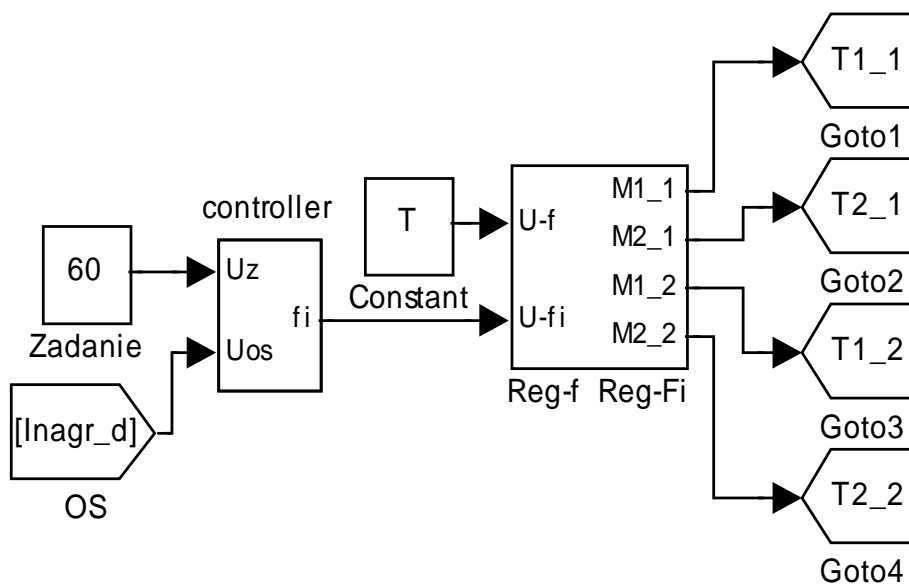 T1_1
Goto1
M1_1
controller
T
U-f
M2_1
T2_1
60
Uz
Constant
M1_2
Goto2
Zadanie
fi
U-fi
M2_2
Uos
Reg-f Reg-Fi
T1_2
[Inagr_d]
Goto3
OS
T2_2
Goto4